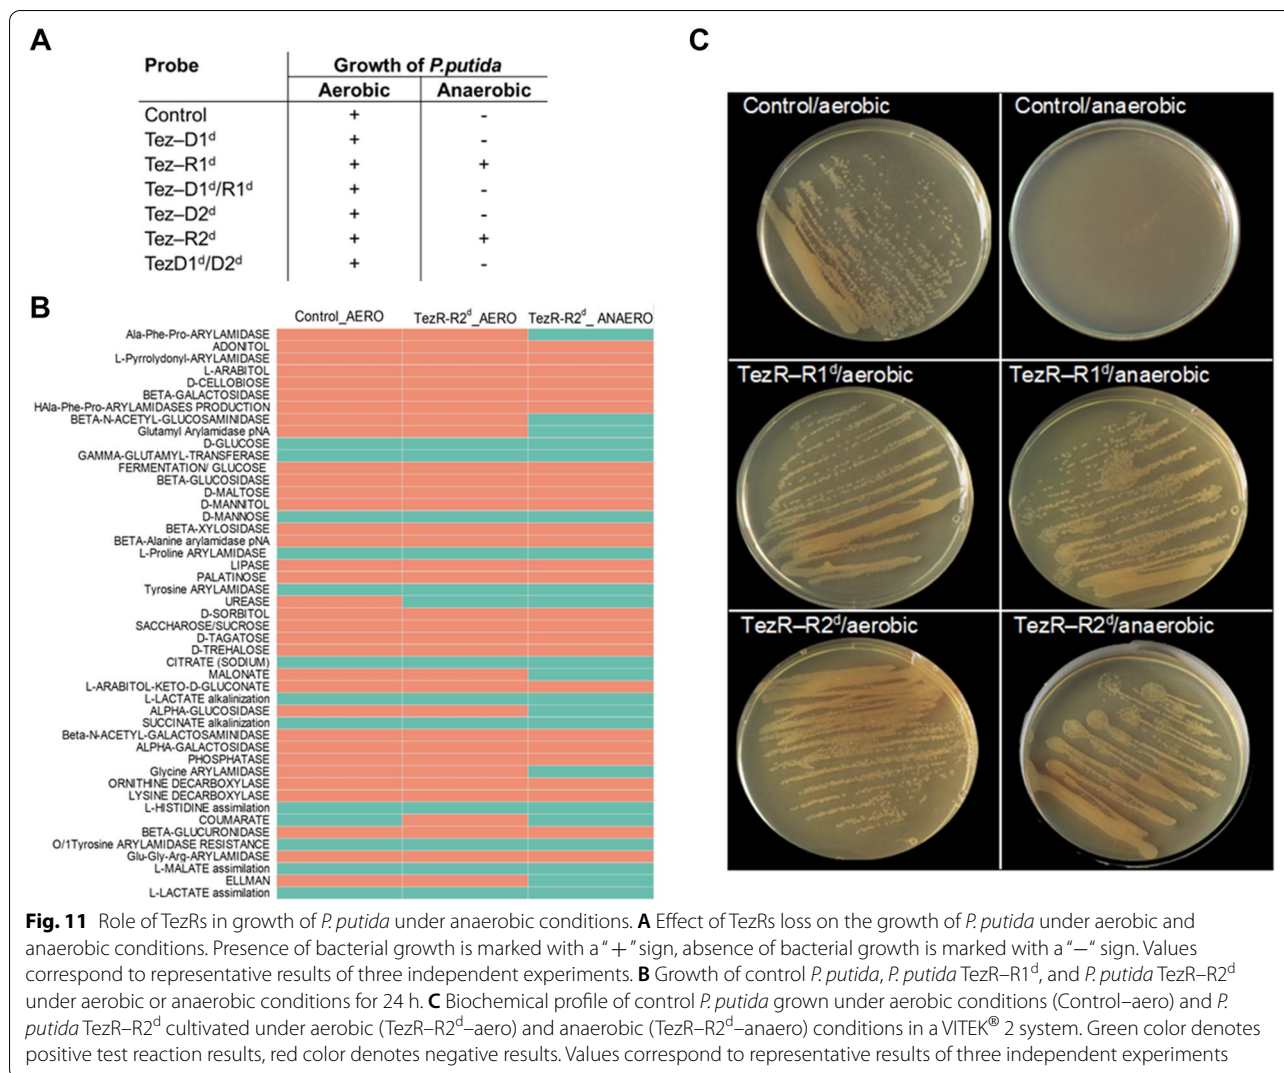 A
Probe Growth of P.putida
Aerobic Anaerobic
Control + -
Tez–D1ᵈ + -
Tez–R1ᵈ + +
Tez–D1ᵈ/R1ᵈ + -
Tez–D2ᵈ + -
Tez–R2ᵈ + +
TezD1ᵈ/D2ᵈ + -
B
Control_AERO TezR-R2ᵈ_AERO TezR-R2ᵈ_ ANAERO
Ala-Phe-Pro-ARYLAMIDASE
ADONITOL
L-Pyrrolydonyl-ARYLAMIDASE
L-ARABITOL
D-CELLOBIOSE
BETA-GALACTOSIDASE
HAla-Phe-Pro-ARYLAMIDASES PRODUCTION
BETA-N-ACETYL-GLUCOSAMINIDASE
Glutamyl Arylamidase pNA
D-GLUCOSE
GAMMA-GLUTAMYL-TRANSFERASE
FERMENTATION/ GLUCOSE
BETA-GLUCOSIDASE
D-MALTOSE
D-MANNITOL
D-MANNOSE
BETA-XYLOSIDASE
BETA-Alanine arylamidase pNA
L-Proline ARYLAMIDASE
LIPASE
PALATINOSE
Tyrosine ARYLAMIDASE
UREASE
D-SORBITOL
SACCHAROSE/SUCROSE
D-TAGATOSE
D-TREHALOSE
CITRATE (SODIUM)
MALONATE
L-ARABITOL-KETO-D-GLUCONATE
L-LACTATE alkalinization
ALPHA-GLUCOSIDASE
SUCCINATE alkalinization
Beta-N-ACETYL-GALACTOSAMINIDASE
ALPHA-GALACTOSIDASE
PHOSPHATASE
Glycine ARYLAMIDASE
ORNITHINE DECARBOXYLASE
LYSINE DECARBOXYLASE
L-HISTIDINE assimilation
COUMARATE
BETA-GLUCURONIDASE
O/1Tyrosine ARYLAMIDASE RESISTANCE
Glu-Gly-Arg-ARYLAMIDASE
L-MALATE assimilation
ELLMAN
L-LACTATE assimilation
C
Control/aerobic Control/anaerobic
TezR–R1ᵈ/aerobic TezR–R1ᵈ/anaerobic
TezR–R2ᵈ/aerobic TezR–R2ᵈ/anaerobic
Fig. 11 Role of TezRs in growth of P. putida under anaerobic conditions. A Effect of TezRs loss on the growth of P. putida under aerobic and
anaerobic conditions. Presence of bacterial growth is marked with a “ + ” sign, absence of bacterial growth is marked with a “—“ sign. Values
correspond to representative results of three independent experiments. B Growth of control P. putida, P. putida TezR–R1ᵈ, and P. putida TezR–R2ᵈ
under aerobic or anaerobic conditions for 24 h. C Biochemical profile of control P. putida grown under aerobic conditions (Control–aero) and P.
putida TezR–R2ᵈ cultivated under aerobic (TezR–R2ᵈ–aero) and anaerobic (TezR–R2ᵈ–anaero) conditions in a VITEK® 2 system. Green color denotes
positive test reaction results, red color denotes negative results. Values correspond to representative results of three independent experiments